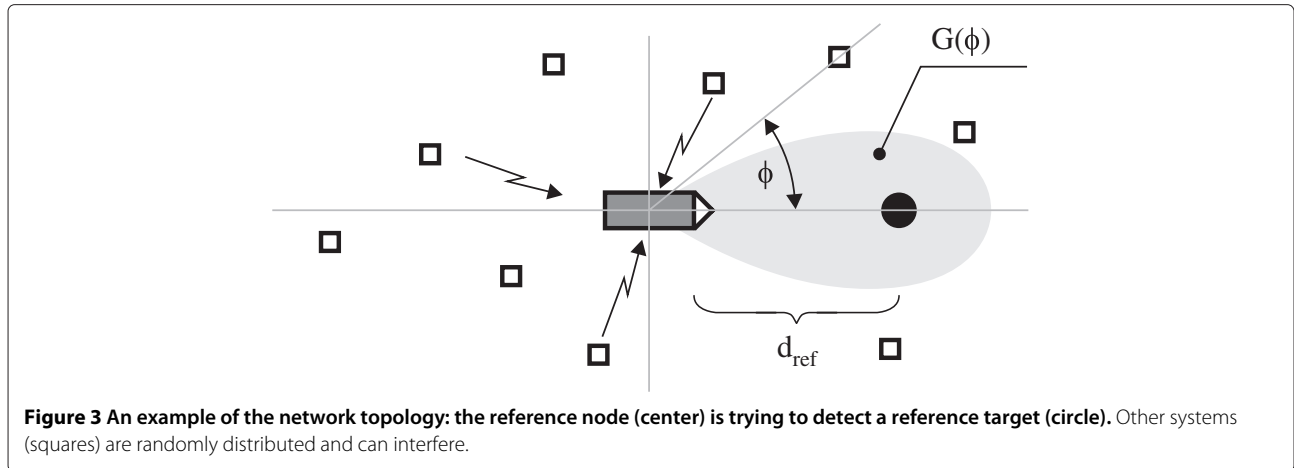 G(ϕ)
ϕ
d_ref
Figure 3 An example of the network topology: the reference node (center) is trying to detect a reference target (circle). Other systems
(squares) are randomly distributed and can interfere.